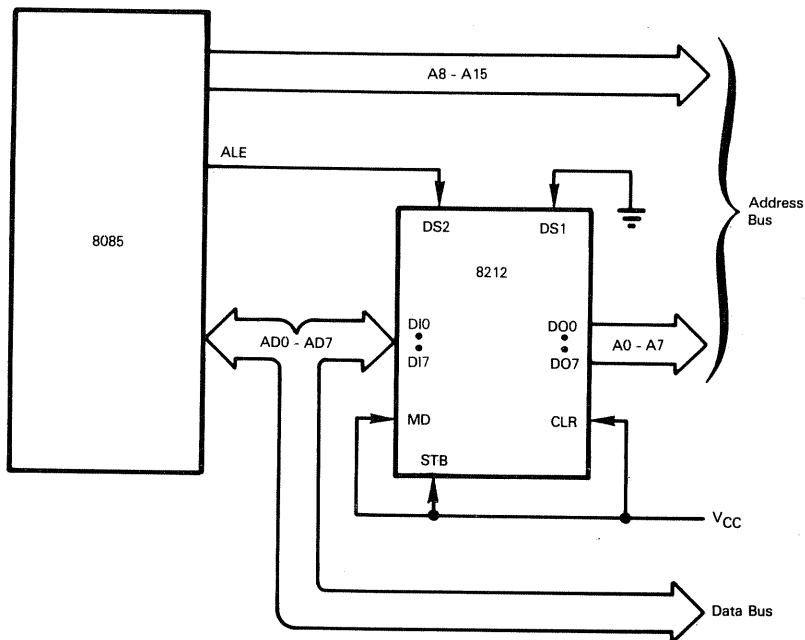 A8 - A15
ALE
Address
Bus
DS2
DS1
8085
8212
DI0
DI7
DO0
DO7
AD0 - AD7
A0 - A7
MD
CLR
STB
VCC
Data Bus